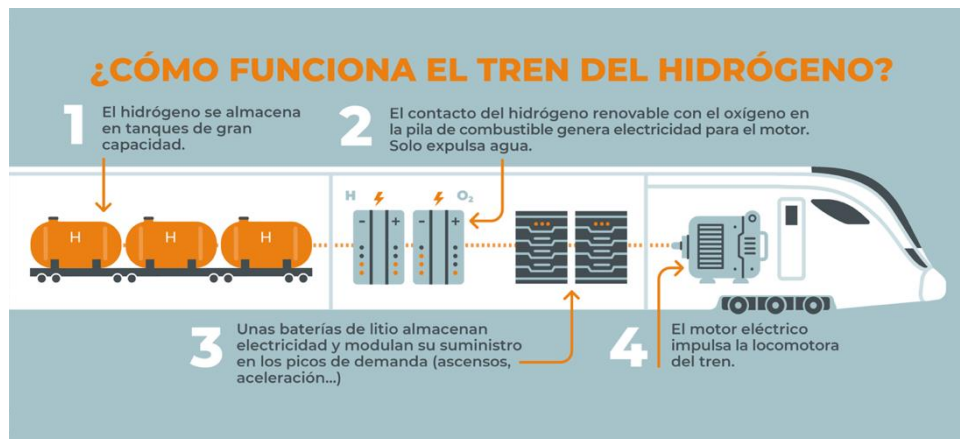 ¿CÓMO FUNCIONA EL TREN DEL HIDRÓGENO?
1
El hidrógeno se almacena
en tanques de gran
capacidad.
2
El contacto del hidrógeno renovable con el oxígeno en
la pila de combustible genera electricidad para el motor.
Solo expulsa agua.
H
O₂
- +
- +
H
H
H
3
Unas baterías de litio almacenan
electricidad y modulan su suministro
en los picos de demanda (ascensos,
aceleración...)
4
El motor eléctrico
impulsa la locomotora
del tren.